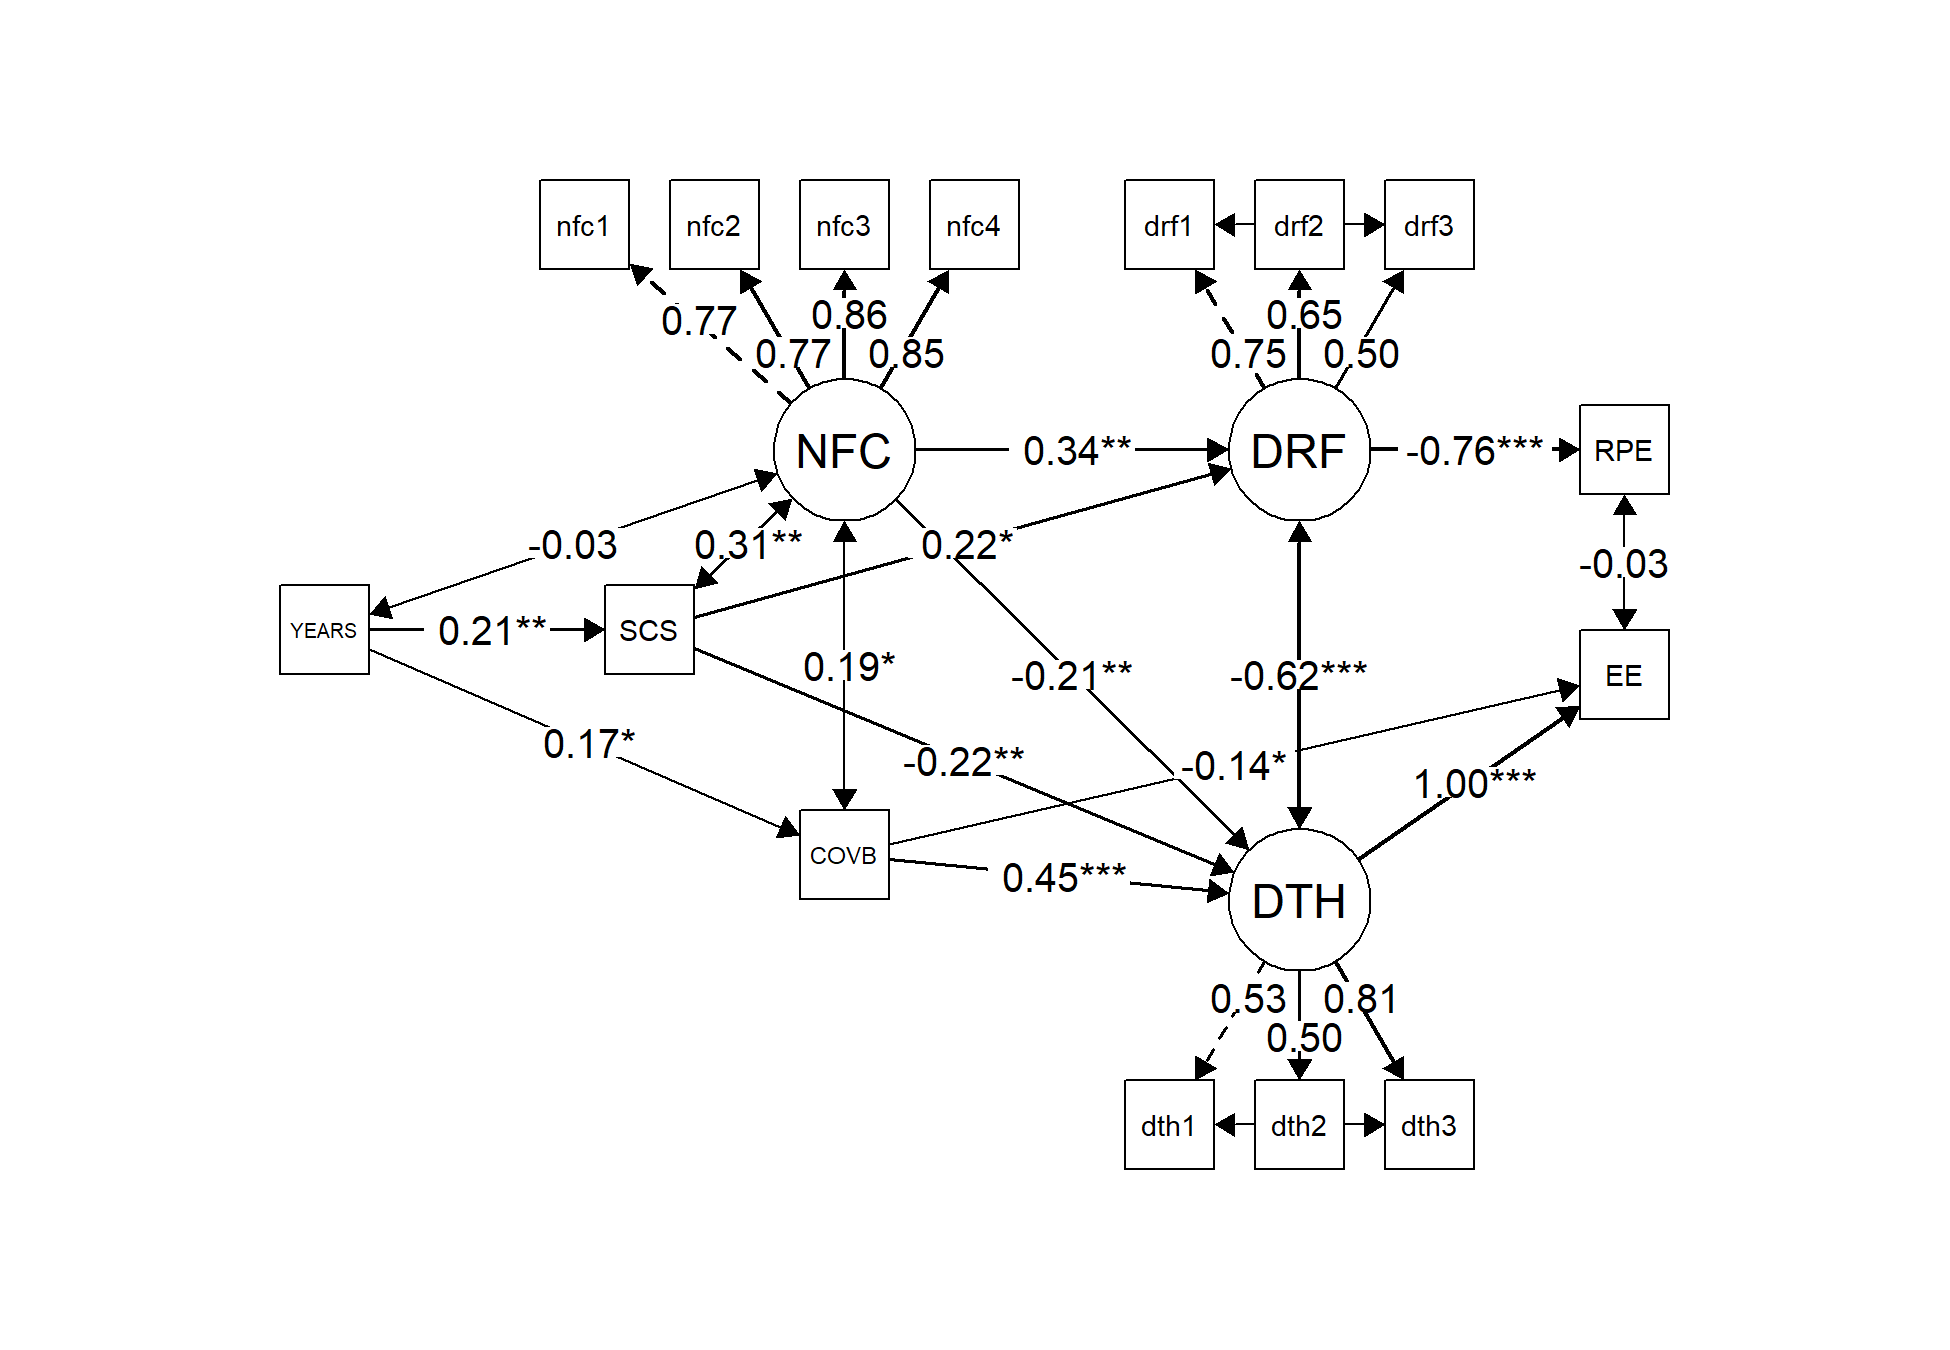 nfc1 nfc2 nfc3 nfc4 drf1 drf2 drf3
0.77 0.86 0.65
0.77 0.85 0.75 0.50
NFC 0.34** DRF -0.76*** RPE
-0.03 0.31** 0.22* -0.03
YEARS 0.21** SCS
0.19* -0.21** -0.62*** EE
0.17* -0.22** -0.14* 1.00***
COVB 0.45*** DTH
0.53 0.81
0.50
dth1 dth2 dth3